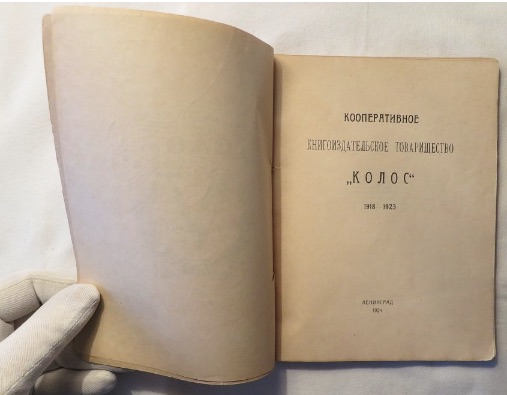 КООПЕРАТИВНОЕ
КНИГОИЗДАТЕЛЬСКОЕ ТОВАРИЩЕСТВО
„КОЛОС“
1918—1923
ЛЕНИНГРАД
1924